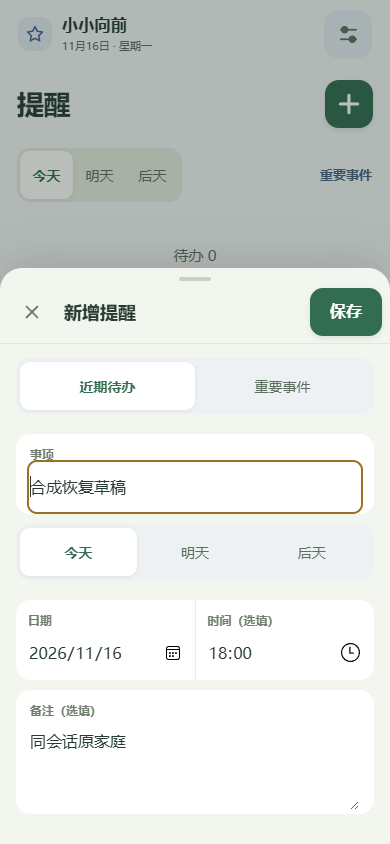 小小向前
11月16日 · 星期一
提醒
今天 明天 后天 重要事件
待办 0
新增提醒 保存
近期待办 重要事件
事项
合成恢复草稿
今天 明天 后天
日期 时间（选填）
2026/11/16 18:00
备注（选填）
同会话原家庭